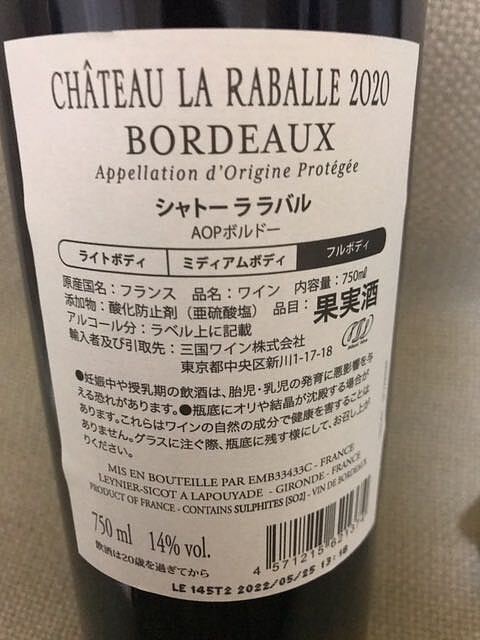 CHÂTEAU LA RABALLE 2020
BORDEAUX
Appellation d'Origine Protégée
シャトー ララバル
AOPボルドー
ライトボディ ミディアムボディ フルボディ
原産国名：フランス 品名：ワイン 内容量：750㎖
添加物：酸化防止剤（亜硫酸塩） 品目：果実酒
アルコール分：ラベル上に記載
輸入者及び引取先：三国ワイン株式会社
東京都中央区新川1-17-18
●妊娠中や授乳期の飲酒は、胎児・乳児の発育に悪影響を与
える恐れがあります。●瓶底にオリや結晶が沈殿する場合が
あります。これらはワインの自然の成分で健康を害することは
ありません。グラスに注ぐ際、瓶底に残す様にして、お召し上が
りください。
MIS EN BOUTEILLE PAR EMB33433C - FRANCE
LEYNIER-SICOT A LAPOUYADE - GIRONDE - FRANCE
PRODUCT OF FRANCE - CONTAINS SULPHITES [SO2] - VIN DE BORDEAUX
750 ml 14% vol.
飲酒は20歳を過ぎてから
LE 145T2 2022/05/25 13:18